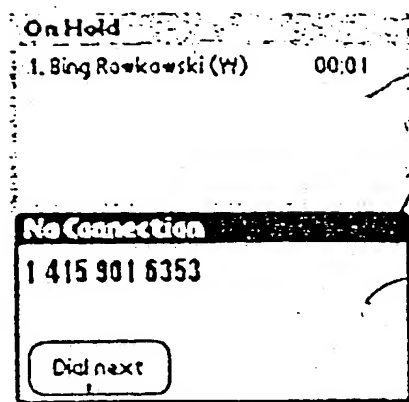 On Hold
1. Bing Rowkowski (W) 00:01
No Connection
1 415 901 6353
Dial next